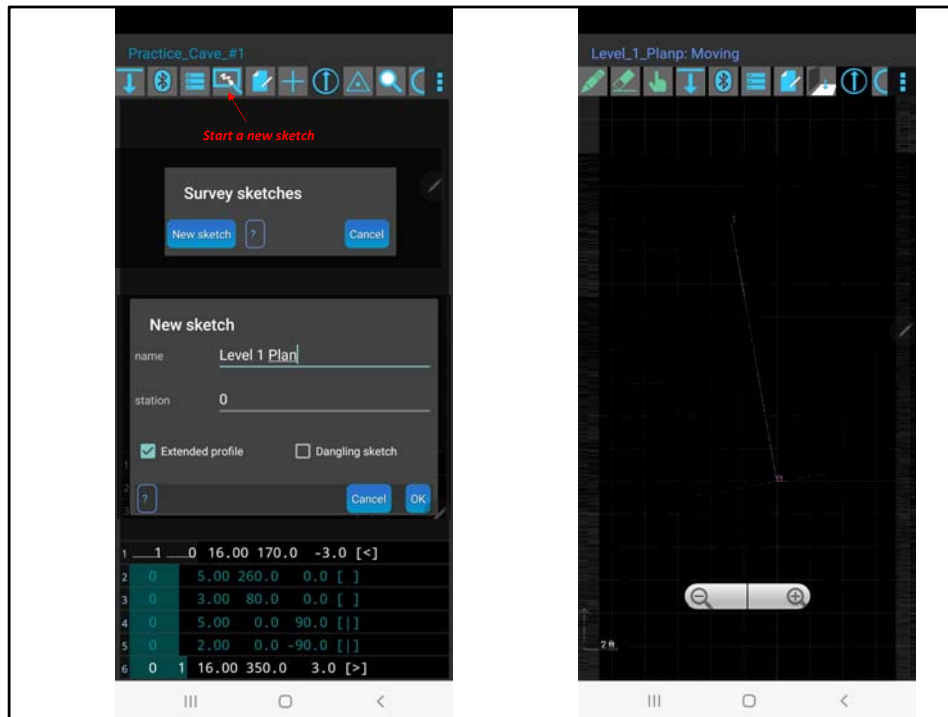 Practice_Cave_#1
Start a new sketch
Survey sketches
New sketch ? Cancel
New sketch
name Level 1 Plan
station 0
Extended profile Dangling sketch
? Cancel OK
1 1 0 16.00 170.0 -3.0 [<]
2 0 5.00 260.0 0.0 [ ]
3 0 3.00 80.0 0.0 [ ]
4 0 5.00 0.0 90.0 [|]
5 0 2.00 0.0 -90.0 [|]
6 0 1 16.00 350.0 3.0 [>]
Level_1_Planp: Moving
1
2 ft